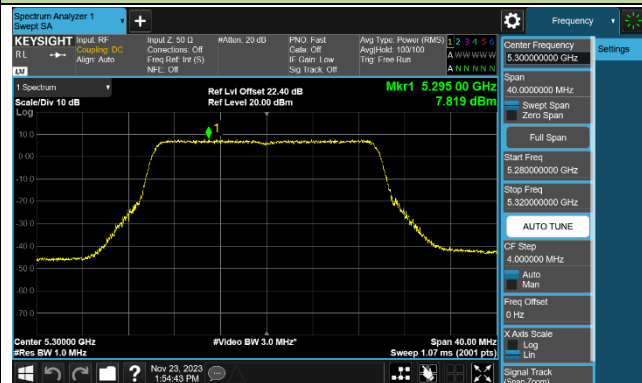 Spectrum Analyzer 1
Swept SA
+
Frequency
KEYSIGHT Input: RF
Input Z: 50 Ω
#Atten: 20 dB
PNO: Fast
Avg Type: Power (RMS)
1 2 3 4 5 6
RL
Coupling: DC
Corrections: Off
Gate: Off
Avg|Hold: 100/100
A W W W W W
Align: Auto
Freq Ref: Int (S)
IF Gain: Low
Trig: Free Run
NFE: Off
Sig Track: Off
A N N N N N
LXI
1 Spectrum
Ref Lvl Offset 22.40 dB
Mkr1 5.295 00 GHz
Scale/Div 10 dB
Ref Level 20.00 dBm
7.819 dBm
Log
1
10.0
0.00
-10.0
-20.0
-30.0
-40.0
-50.0
-60.0
-70.0
Center 5.30000 GHz
#Video BW 3.0 MHz*
Span 40.00 MHz
#Res BW 1.0 MHz
Sweep 1.07 ms (2001 pts)
?
Nov 23, 2023
1:54:43 PM
Center Frequency
5.300000000 GHz
Settings
Span
40.0000000 MHz
Swept Span
Zero Span
Full Span
Start Freq
5.280000000 GHz
Stop Freq
5.320000000 GHz
AUTO TUNE
CF Step
4.000000 MHz
Auto
Man
Freq Offset
0 Hz
X Axis Scale
Log
Lin
Signal Track
(Span Zoom)